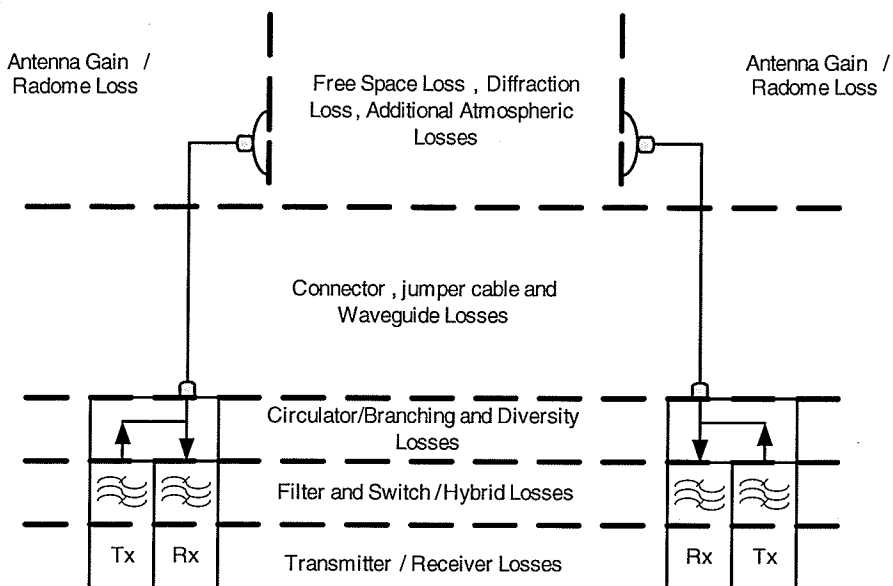 Antenna Gain /
Radome Loss
Free Space Loss , Diffraction
Loss , Additional Atmospheric
Losses
Antenna Gain /
Radome Loss
Connector , jumper cable and
Waveguide Losses
Circulator/Branching and Diversity
Losses
Filter and Switch / Hybrid Losses
Tx
Rx
Transmitter / Receiver Losses
Rx
Tx